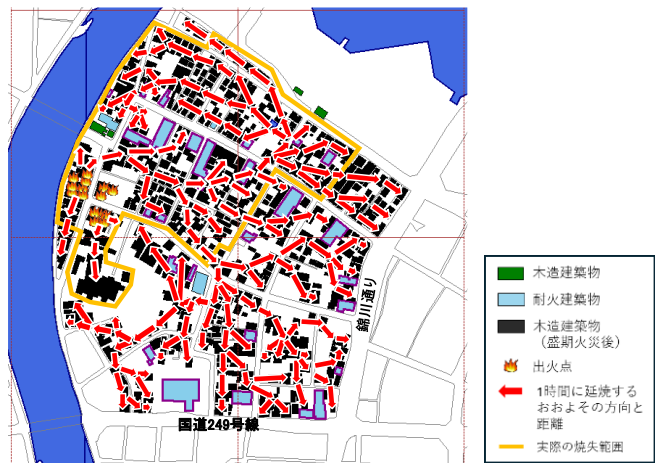 錦川通り
国道249号線
木造建築物
耐火建築物
木造建築物
(盛期火災後)
出火点
1時間に延焼する
おおよその方向と
距離
実際の焼失範囲